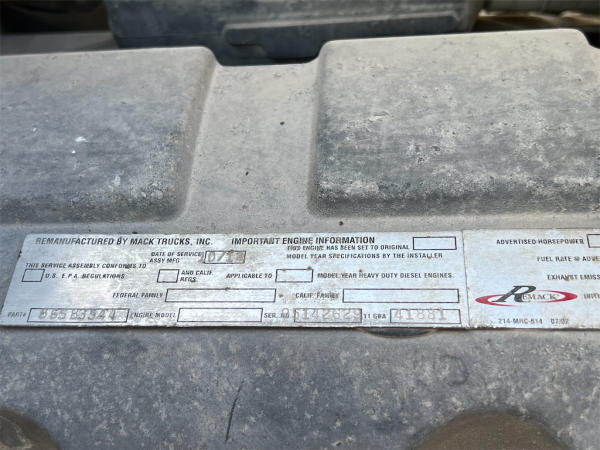 REMANUFACTURED BY MACK TRUCKS, INC. IMPORTANT ENGINE INFORMATION
THIS ENGINE HAS BEEN SET TO ORIGINAL
MODEL YEAR SPECIFICATIONS BY THE INSTALLER
DATE OF SERVICE
ASSY MFG
THIS SERVICE ASSEMBLY CONFORMS TO
U.S. E.P.A. REGULATIONS AND CALIF. REGS. APPLICABLE TO MODEL YEAR HEAVY DUTY DIESEL ENGINES.
FEDERAL FAMILY CALIF. FAMILY
PART# ENGINE MODEL SER. NO 05142629 11 GBA 41881
ADVERTISED HORSEPOWER
FUEL RATE @ ADVE
EXHAUST EMISS
REMACK INITI
214-MRC-514 07/02